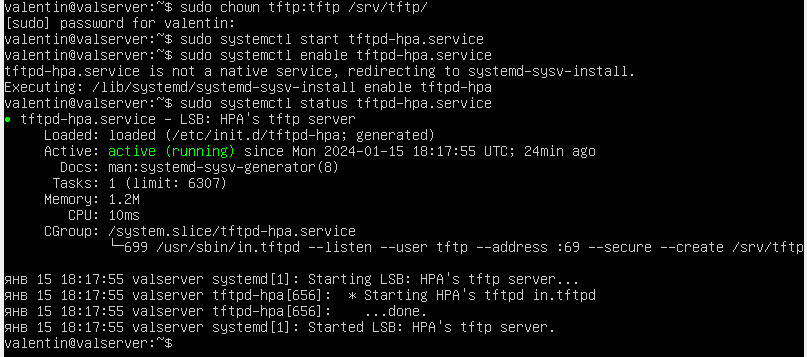 valentin@valserver:~$ sudo chown tftp:tftp /srv/tftp/
[sudo] password for valentin:
valentin@valserver:~$ sudo systemctl start tftpd-hpa.service
valentin@valserver:~$ sudo systemctl enable tftpd-hpa.service
tftpd-hpa.service is not a native service, redirecting to systemd-sysv-install.
Executing: /lib/systemd/systemd-sysv-install enable tftpd-hpa
valentin@valserver:~$ sudo systemctl status tftpd-hpa.service
● tftpd-hpa.service - LSB: HPA's tftp server
     Loaded: loaded (/etc/init.d/tftpd-hpa; generated)
     Active: active (running) since Mon 2024-01-15 18:17:55 UTC; 24min ago
       Docs: man:systemd-sysv-generator(8)
      Tasks: 1 (limit: 6307)
     Memory: 1.2M
        CPU: 10ms
     CGroup: /system.slice/tftpd-hpa.service
             └─699 /usr/sbin/in.tftpd --listen --user tftp --address :69 --secure --create /srv/tftp
янв 15 18:17:55 valserver systemd[1]: Starting LSB: HPA's tftp server...
янв 15 18:17:55 valserver tftpd-hpa[656]:  * Starting HPA's tftpd in.tftpd
янв 15 18:17:55 valserver tftpd-hpa[656]:    ...done.
янв 15 18:17:55 valserver systemd[1]: Started LSB: HPA's tftp server.
valentin@valserver:~$